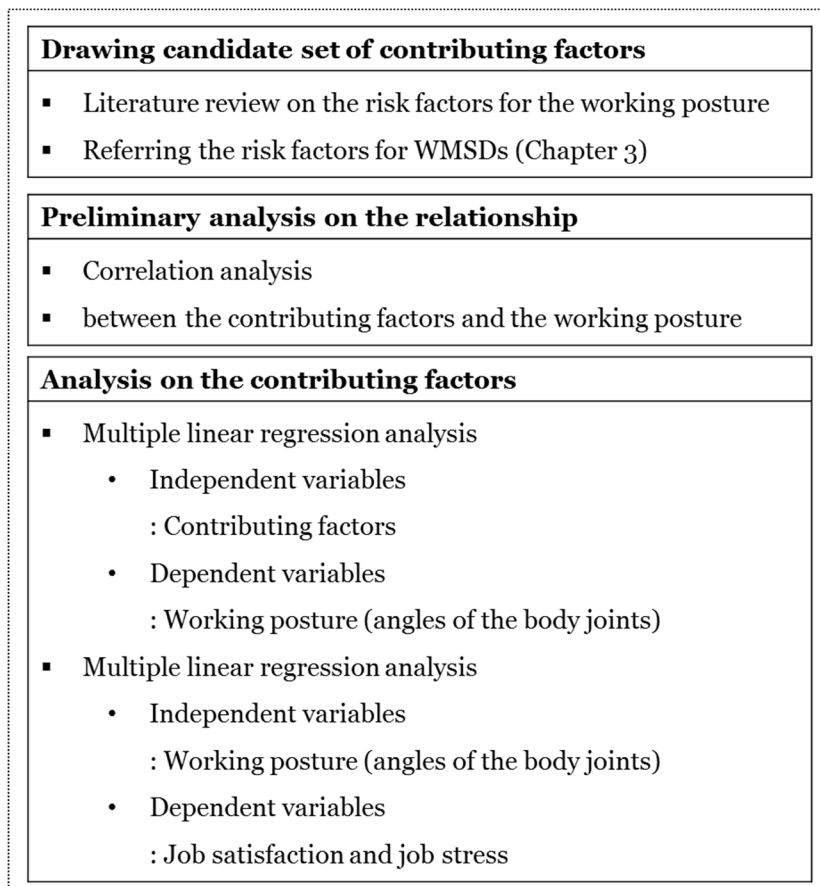 Drawing candidate set of contributing factors
▪ Literature review on the risk factors for the working posture
▪ Referring the risk factors for WMSDs (Chapter 3)
Preliminary analysis on the relationship
▪ Correlation analysis
▪ between the contributing factors and the working posture
Analysis on the contributing factors
▪ Multiple linear regression analysis
• Independent variables
: Contributing factors
• Dependent variables
: Working posture (angles of the body joints)
▪ Multiple linear regression analysis
• Independent variables
: Working posture (angles of the body joints)
• Dependent variables
: Job satisfaction and job stress